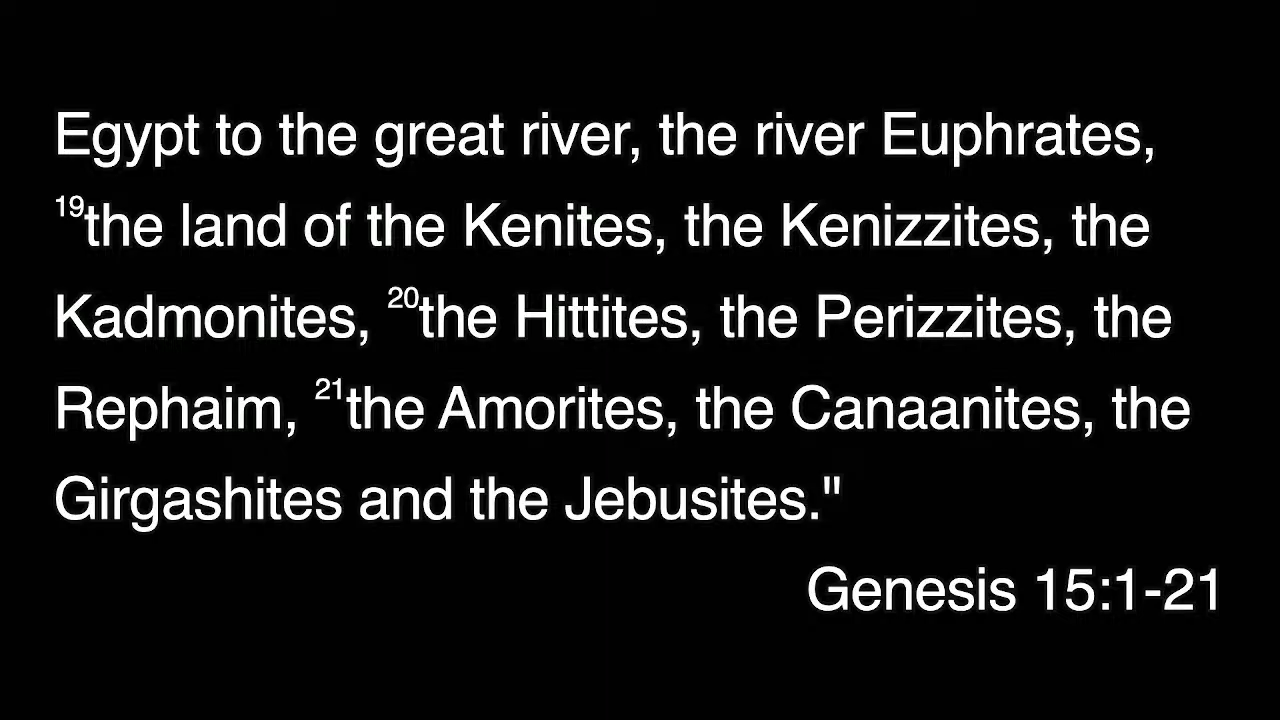 Egypt to the great river, the river Euphrates,
19the land of the Kenites, the Kenizzites, the
Kadmonites, 20the Hittites, the Perizzites, the
Rephaim, 21the Amorites, the Canaanites, the
Girgashites and the Jebusites."
Genesis 15:1-21